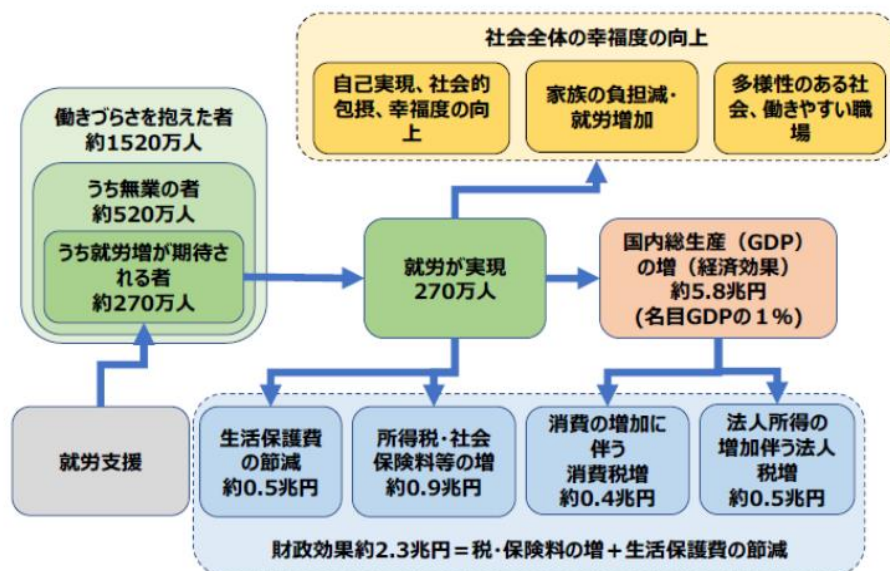 社会全体の幸福度の向上
自己実現、社会的
包摂、幸福度の向
上
家族の負担減・
就労増加
多様性のある社
会、働きやすい職
場
働きづらさを抱えた者
約1520万人
うち無業の者
約520万人
うち就労増が期待さ
れる者
約270万人
就労が実現
270万人
国内総生産（GDP）
の増（経済効果）
約5.8兆円
(名目GDPの１%)
就労支援
生活保護費
の節減
約0.5兆円
所得税・社会
保険料等の増
約0.9兆円
消費の増加に
伴う
消費税増
約0.4兆円
法人所得の
増加伴う法人
税増
約0.5兆円
財政効果約2.3兆円＝税・保険料の増＋生活保護費の節減